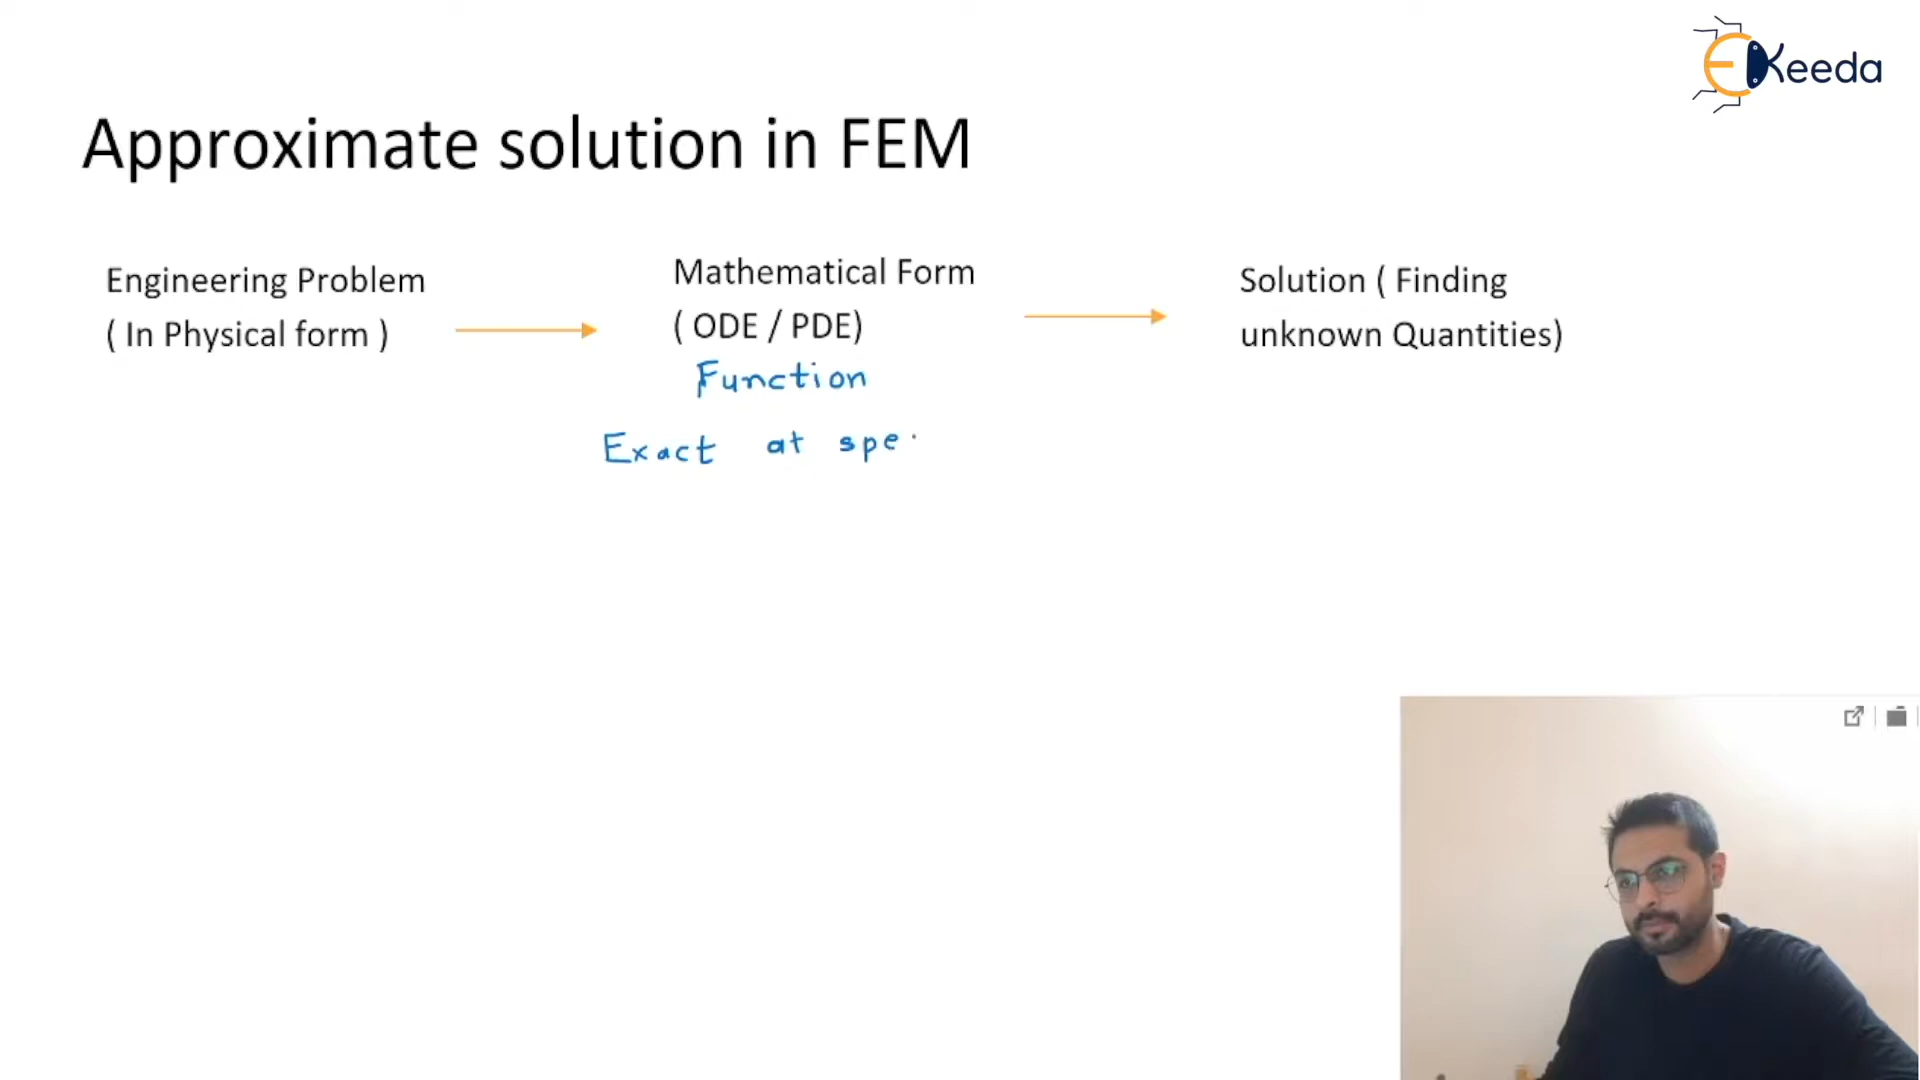 EKeeda
Approximate solution in FEM
Engineering Problem
( In Physical form )
Mathematical Form
( ODE / PDE)
Function
Exact at spe
Solution ( Finding
unknown Quantities)